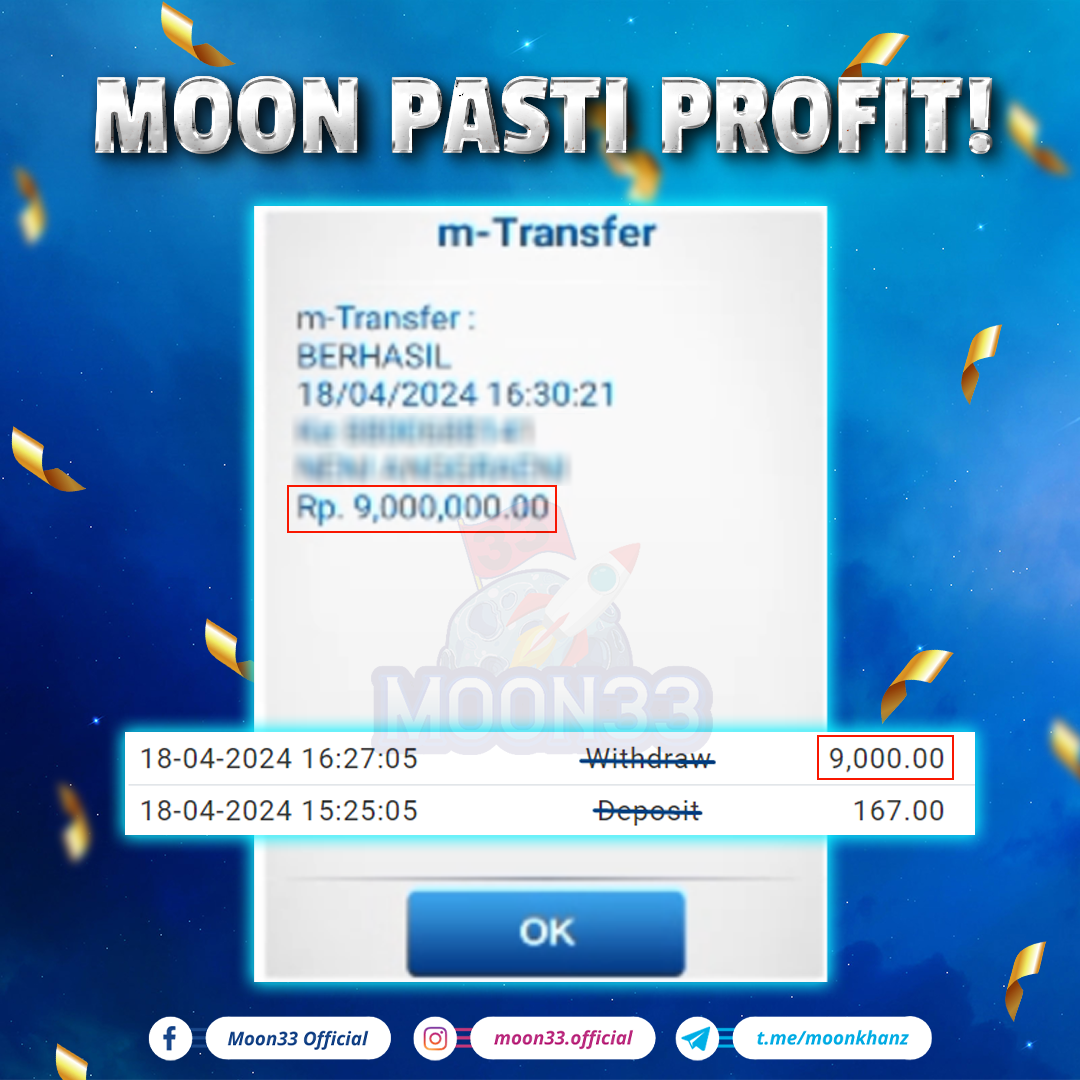 MOON PASTI PROFIT!
m-Transfer
m-Transfer :
BERHASIL
18/04/2024 16:30:21
Rp. 9,000,000.00
33
MOON33
18-04-2024 16:27:05 Withdraw 9,000.00
18-04-2024 15:25:05 Deposit 167.00
OK
Moon33 Official
moon33.official
t.me/moonkhanz